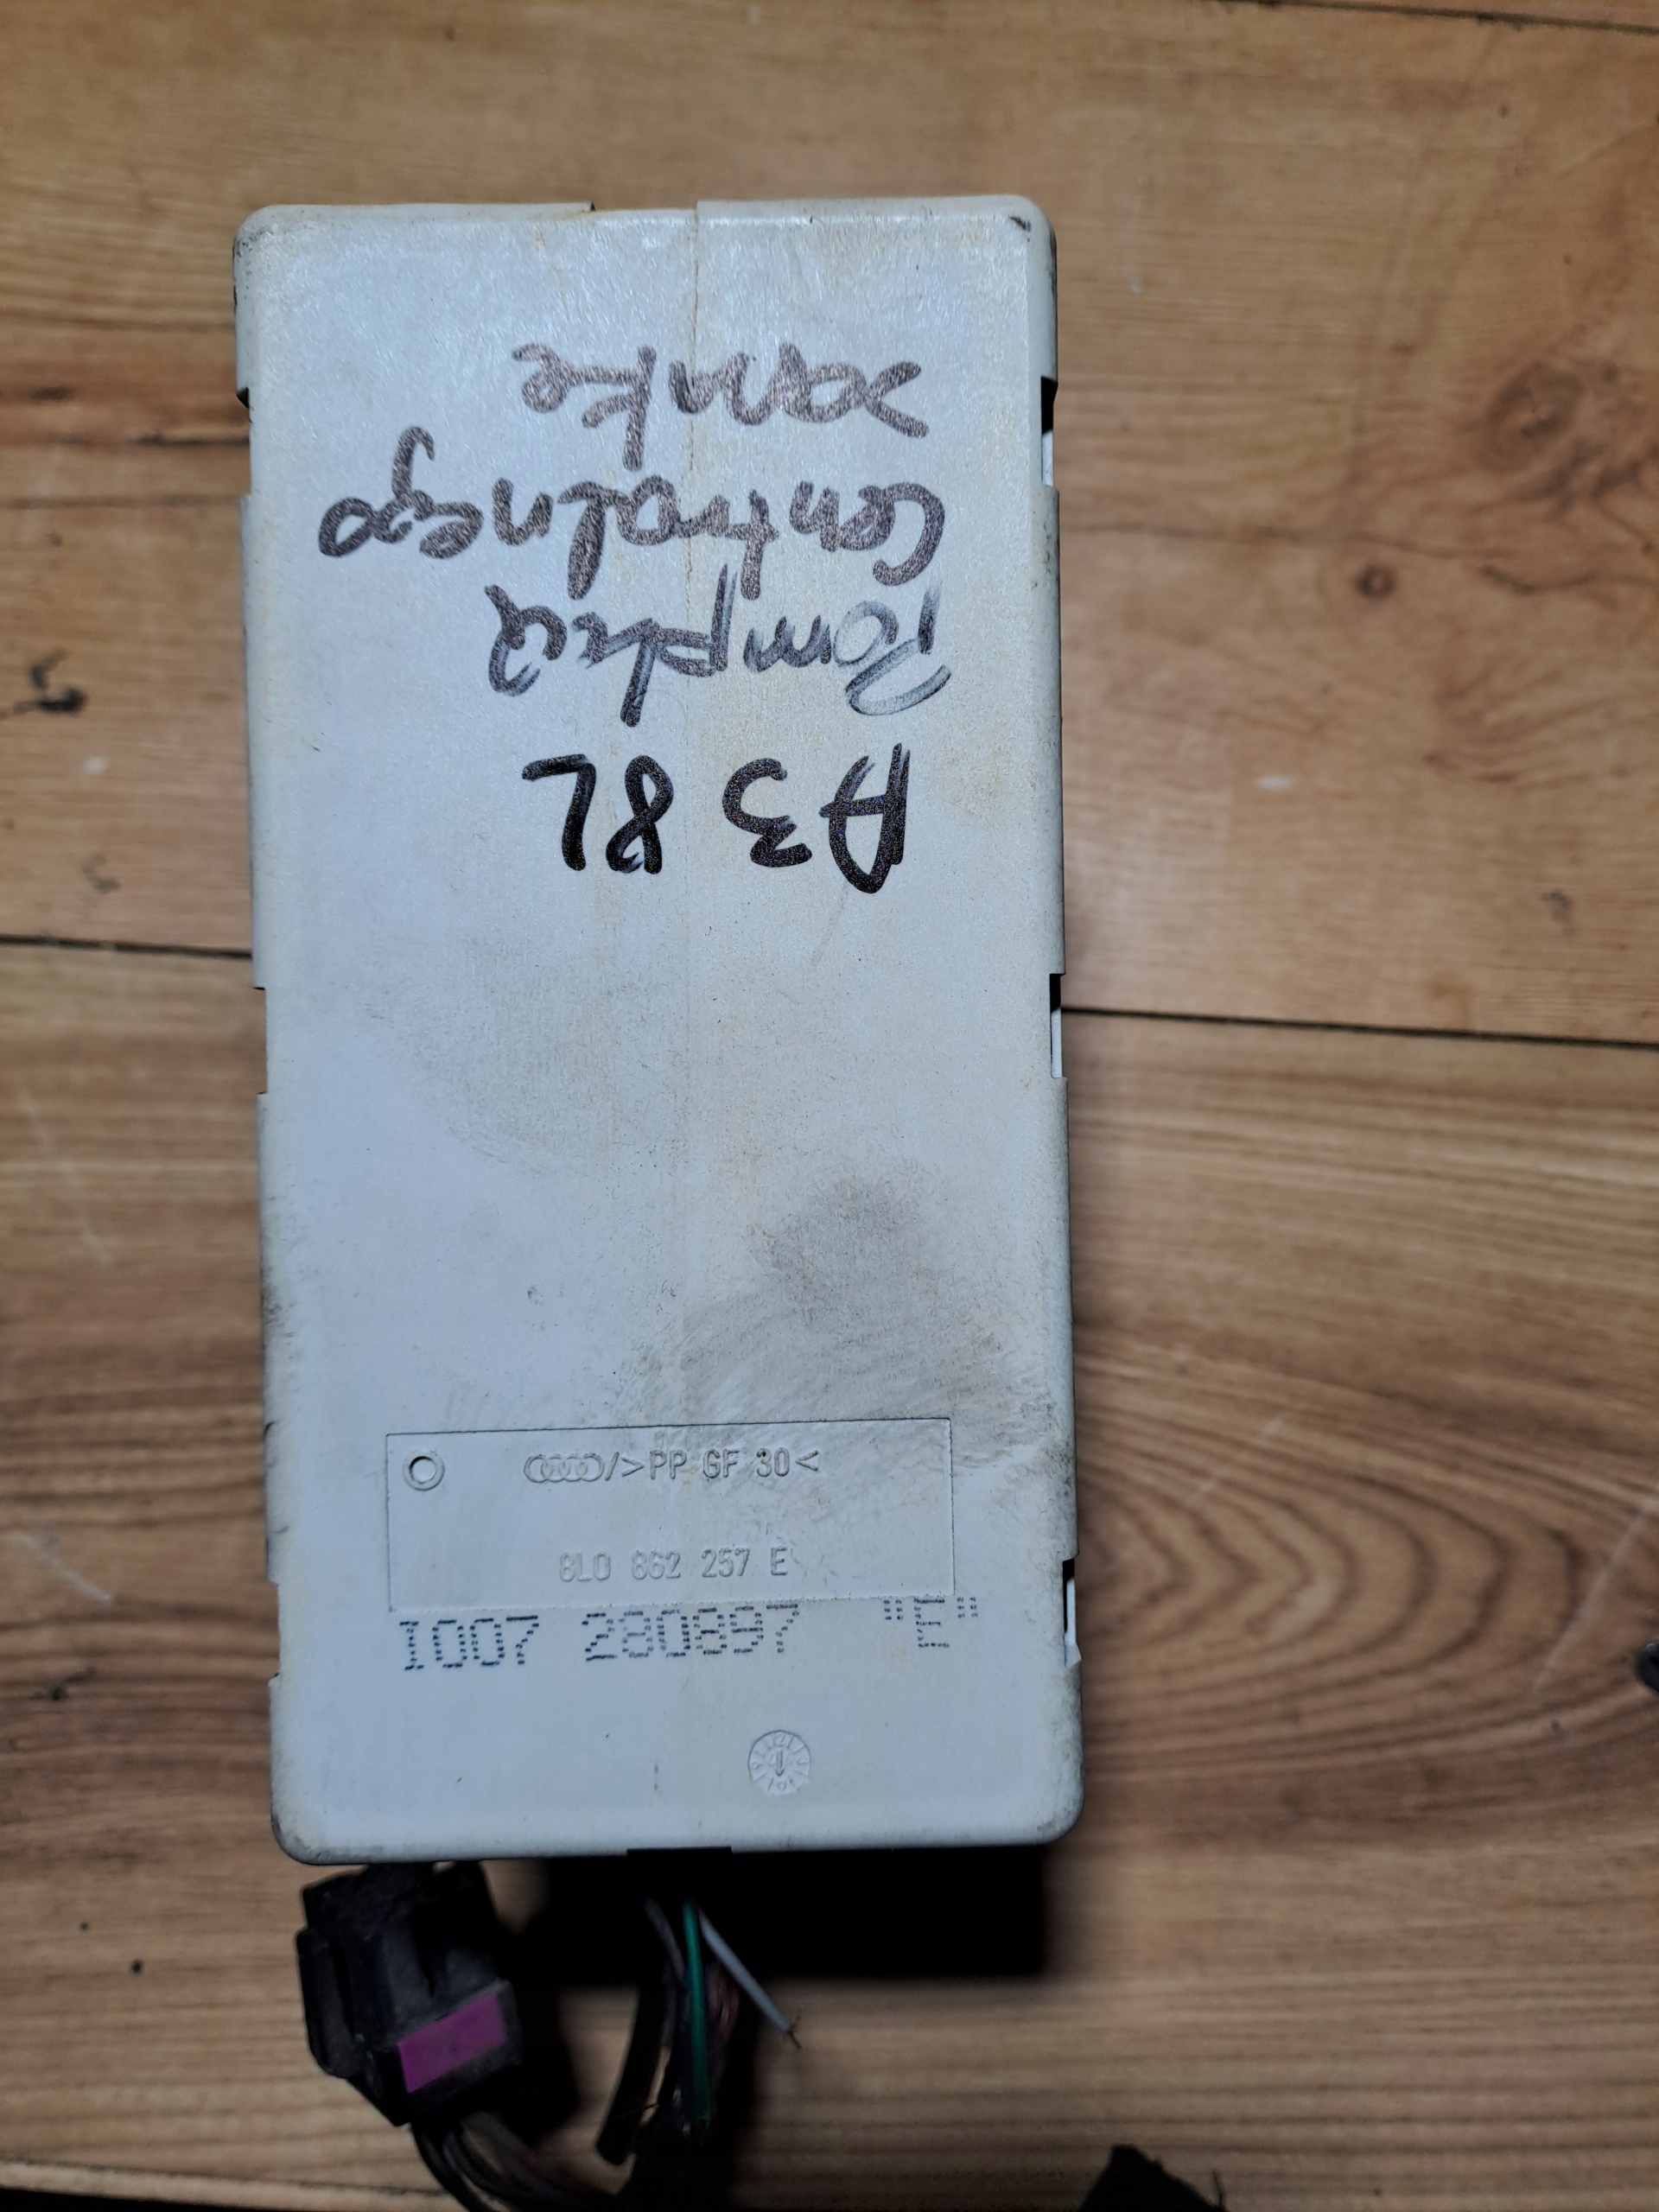 A3 8L
Pompka
Centralnego
zamka
/>PP GF 30<
8L0 862 257 E
1007 280897